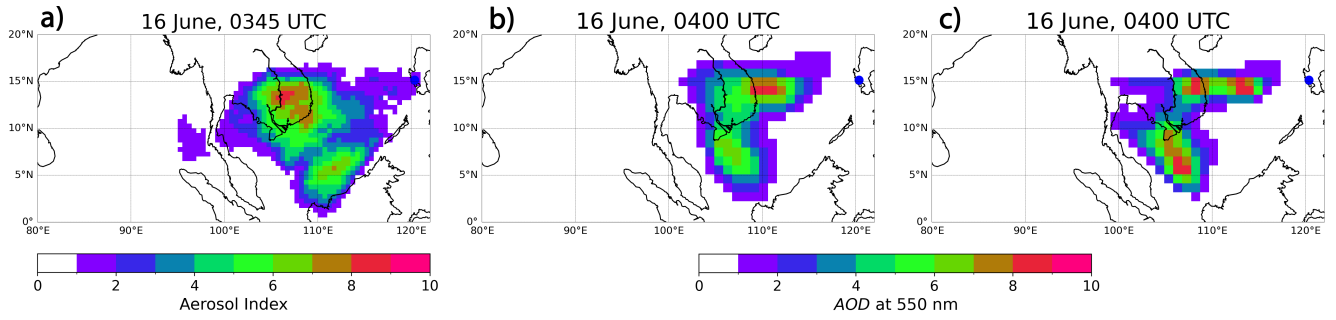 a) 16 June, 0345 UTC
20°N
15°N
10°N
5°N
0°
80°E 90°E 100°E 110°E 120°E
0 2 4 6 8 10
Aerosol Index
b) 16 June, 0400 UTC
20°N
15°N
10°N
5°N
0°
80°E 90°E 100°E 110°E 120°E
c) 16 June, 0400 UTC
20°N
15°N
10°N
5°N
0°
80°E 90°E 100°E 110°E 120°E
0 2 4 6 8 10
AOD at 550 nm